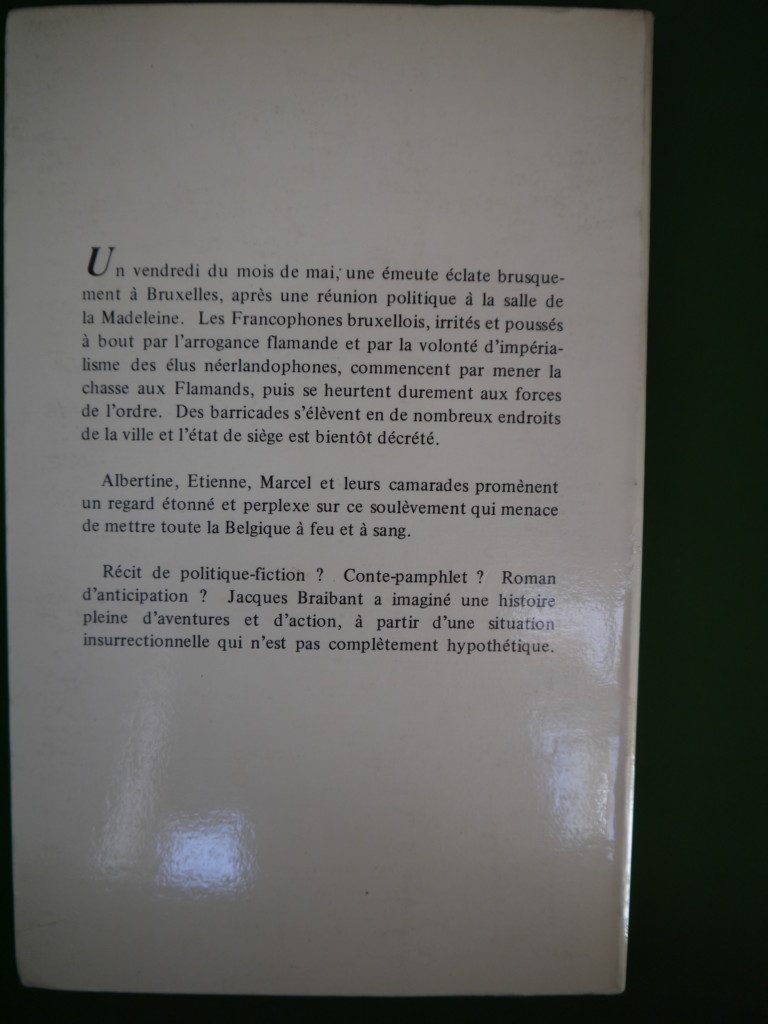 Un vendredi du mois de mai, une émeute éclate brusque-
ment à Bruxelles, après une réunion politique à la salle de
la Madeleine. Les Francophones bruxellois, irrités et poussés
à bout par l'arrogance flamande et par la volonté d'impéria-
lisme des élus néerlandophones, commencent par mener la
chasse aux Flamands, puis se heurtent durement aux forces
de l'ordre. Des barricades s'élèvent en de nombreux endroits
de la ville et l'état de siège est bientôt décrété.
Albertine, Etienne, Marcel et leurs camarades promènent
un regard étonné et perplexe sur ce soulèvement qui menace
de mettre toute la Belgique à feu et à sang.
Récit de politique-fiction ? Conte-pamphlet ? Roman
d'anticipation ? Jacques Braibant a imaginé une histoire
pleine d'aventures et d'action, à partir d'une situation
insurrectionnelle qui n'est pas complètement hypothétique.